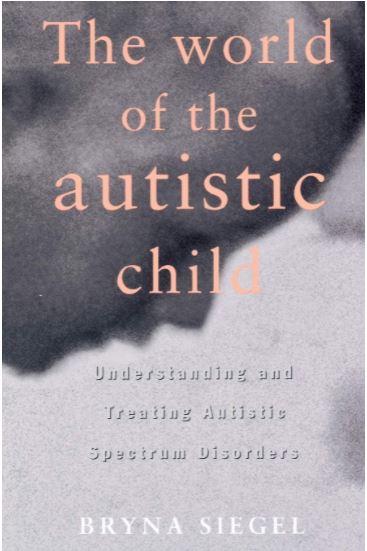 The world
of the
autistic
child
Understanding and
Treating Autistic
Spectrum Disorders
BRYNA SIEGEL